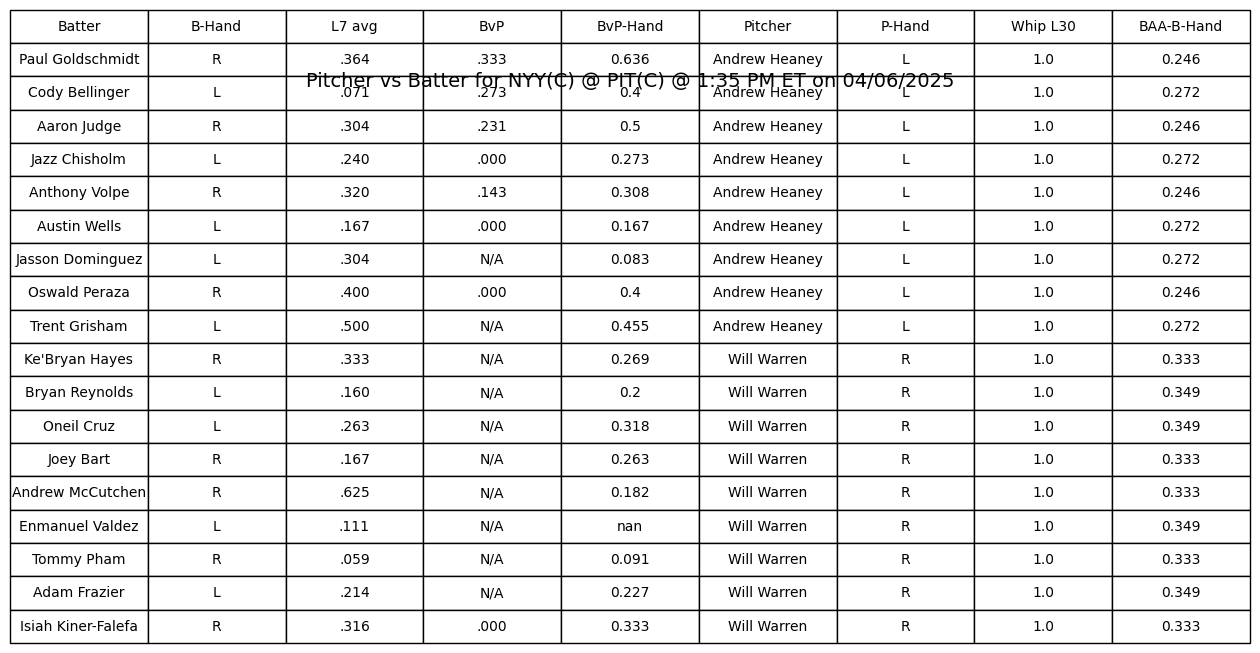 Batter B-Hand L7 avg BvP BvP-Hand Pitcher P-Hand Whip L30 BAA-B-Hand
Paul Goldschmidt R .364 .333 0.636 Andrew Heaney L 1.0 0.246
Pitcher vs Batter for NYY(C) @ PIT(C) @ 1:35 PM ET on 04/06/2025
Cody Bellinger L .071 .273 0.4 Andrew Heaney L 1.0 0.272
Aaron Judge R .304 .231 0.5 Andrew Heaney L 1.0 0.246
Jazz Chisholm L .240 .000 0.273 Andrew Heaney L 1.0 0.272
Anthony Volpe R .320 .143 0.308 Andrew Heaney L 1.0 0.246
Austin Wells L .167 .000 0.167 Andrew Heaney L 1.0 0.272
Jasson Dominguez L .304 N/A 0.083 Andrew Heaney L 1.0 0.272
Oswald Peraza R .400 .000 0.4 Andrew Heaney L 1.0 0.246
Trent Grisham L .500 N/A 0.455 Andrew Heaney L 1.0 0.272
Ke'Bryan Hayes R .333 N/A 0.269 Will Warren R 1.0 0.333
Bryan Reynolds L .160 N/A 0.2 Will Warren R 1.0 0.349
Oneil Cruz L .263 N/A 0.318 Will Warren R 1.0 0.349
Joey Bart R .167 N/A 0.263 Will Warren R 1.0 0.333
Andrew McCutchen R .625 N/A 0.182 Will Warren R 1.0 0.333
Enmanuel Valdez L .111 N/A nan Will Warren R 1.0 0.349
Tommy Pham R .059 N/A 0.091 Will Warren R 1.0 0.333
Adam Frazier L .214 N/A 0.227 Will Warren R 1.0 0.349
Isiah Kiner-Falefa R .316 .000 0.333 Will Warren R 1.0 0.333